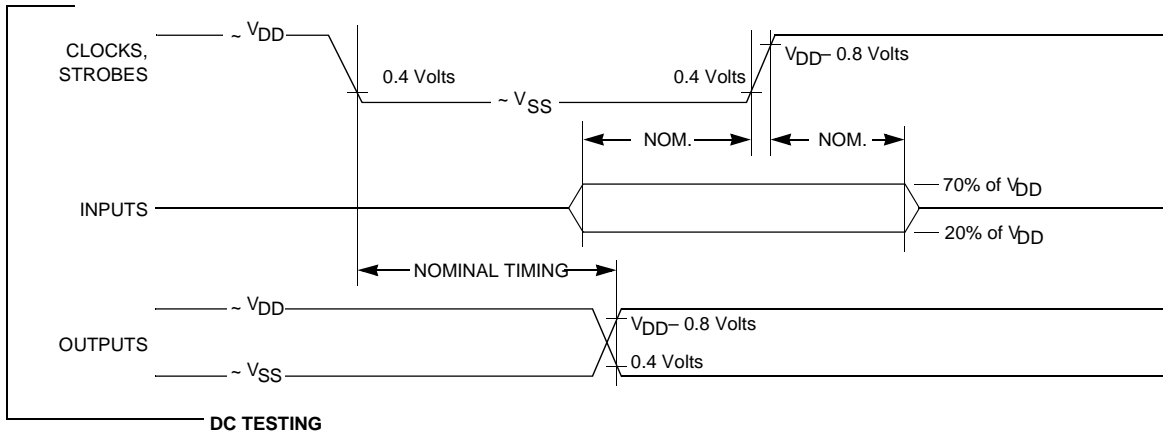 CLOCKS,
STROBES
~ VDD
0.4 Volts
~ VSS
0.4 Volts
VDD – 0.8 Volts
NOM.
NOM.
INPUTS
70% of VDD
20% of VDD
NOMINAL TIMING
OUTPUTS
~ VDD
VDD – 0.8 Volts
0.4 Volts
~ VSS
DC TESTING